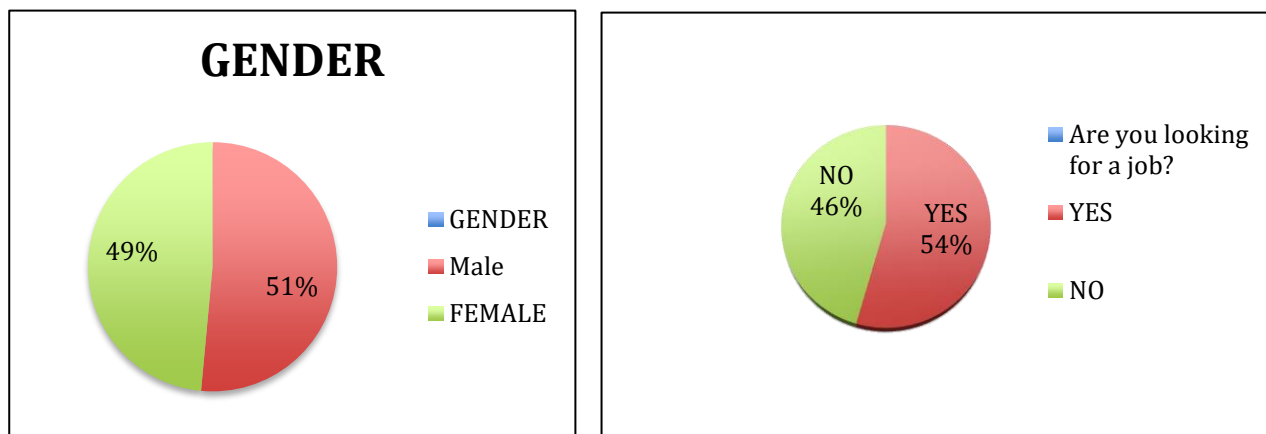 GENDER
49%
51%
GENDER
Male
FEMALE
NO
46%
YES
54%
Are you looking
for a job?
YES
NO